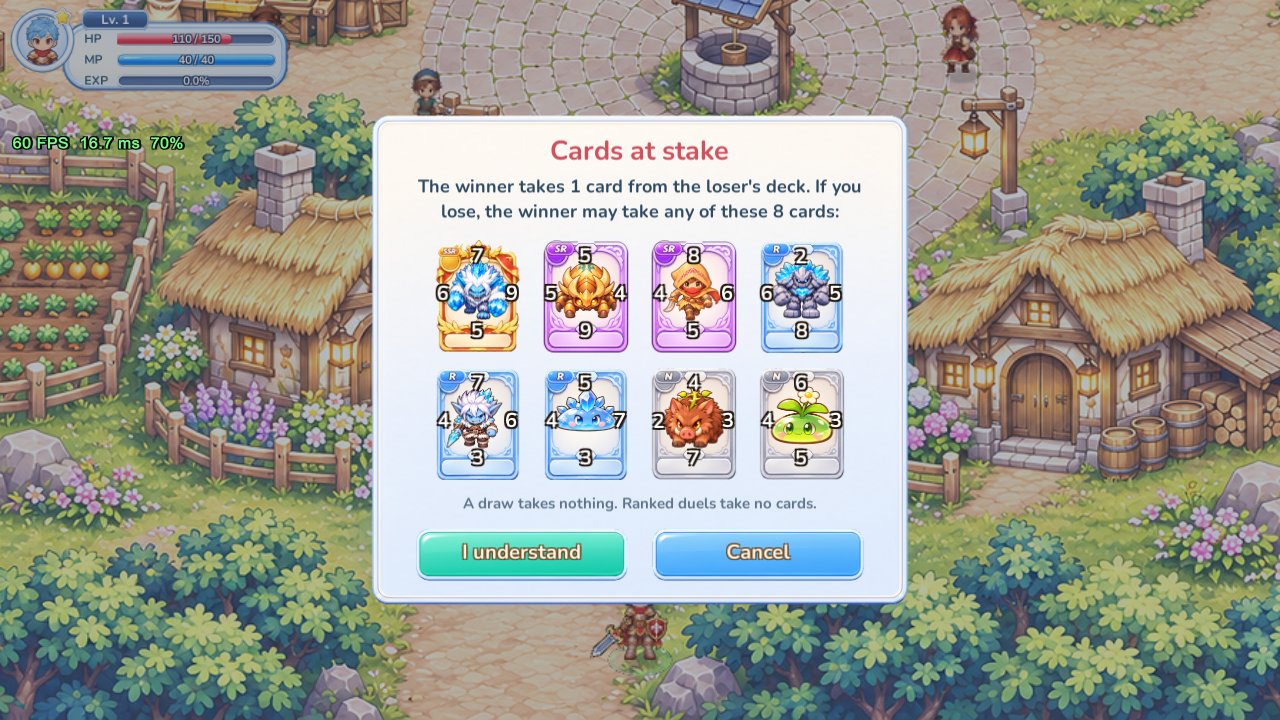 Lv. 1
HP 110 / 150
MP 40 / 40
EXP 0.0%
60 FPS 16.7 ms 70%
Cards at stake
The winner takes 1 card from the loser's deck. If you
lose, the winner may take any of these 8 cards:
SSR 7 SR 5 SR 8 R 2
6 9 5 4 4 6 6 5
5 9 5 8
R 7 R 5 N 4 N 6
4 6 4 7 2 3 4 3
3 3 7 5
A draw takes nothing. Ranked duels take no cards.
I understand Cancel